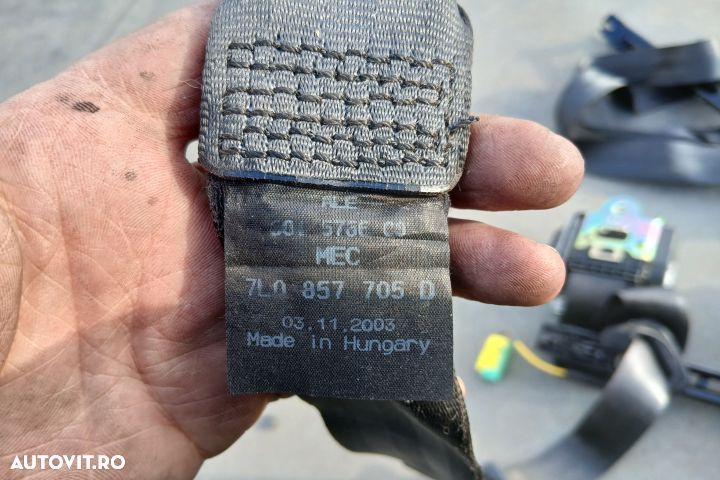 MEC
7L0 857 705 D
03.11.2003
Made in Hungary
AUTOVIT.RO